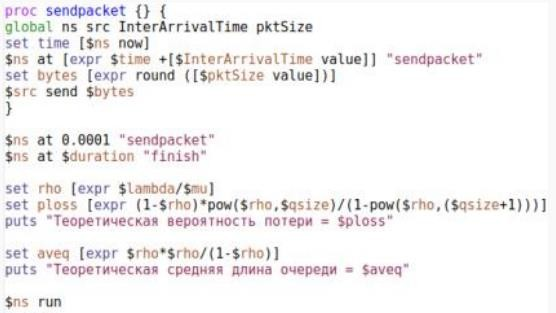 proc sendpacket {} {
global ns src InterArrivalTime pktSize
set time [$ns now]
$ns at [expr $time +[$InterArrivalTime value]] "sendpacket"
set bytes [expr round ([$pktSize value])]
$src send $bytes
}
$ns at 0.0001 "sendpacket"
$ns at $duration "finish"
set rho [expr $lambda/$mu]
set ploss [expr (1-$rho)*pow($rho,$qsize)/(1-pow($rho,($qsize+1)))]
puts "Теоретическая вероятность потери = $ploss"
set aveq [expr $rho*$rho/(1-$rho)]
puts "Теоретическая средняя длина очереди = $aveq"
$ns run